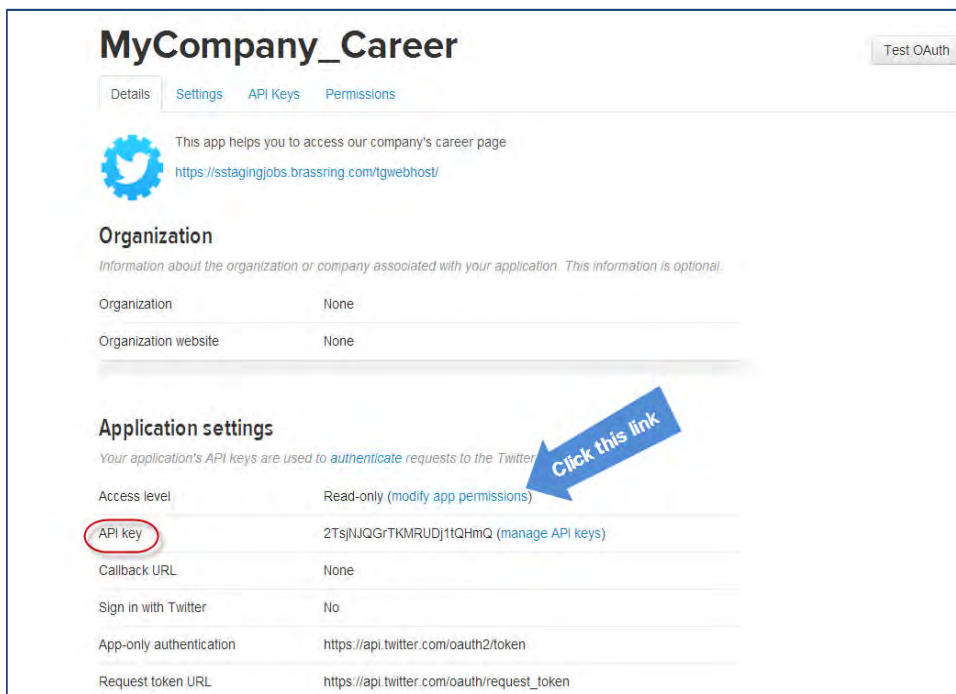 MyCompany_Career
Test OAuth
Details Settings API Keys Permissions
This app helps you to access our company's career page
https://sstagingjobs.brassring.com/tgwebhost/
Organization
Information about the organization or company associated with your application. This information is optional.
Organization None
Organization website None
Application settings
Your application's API keys are used to authenticate requests to the Twitter
Click this link
Access level Read-only (modify app permissions)
API key 2TsjNJQGrTKMRUDj1tQHmQ (manage API keys)
Callback URL None
Sign in with Twitter No
App-only authentication https://api.twitter.com/oauth2/token
Request token URL https://api.twitter.com/oauth/request_token